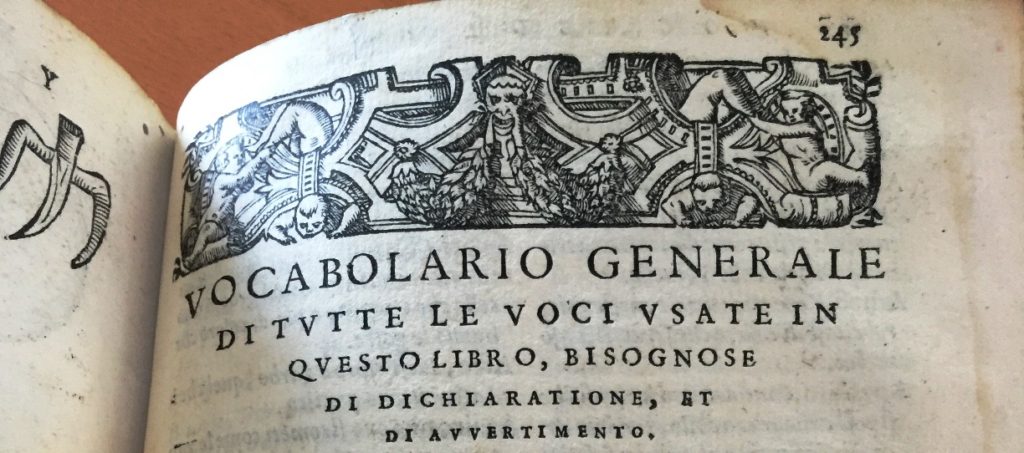 Y
245
VOCABOLARIO GENERALE
DI TVTTE LE VOCI VSATE IN
QVESTO LIBRO, BISOGNOSE
DI DICHIARATIONE, ET
DI AVVERTIMENTO.